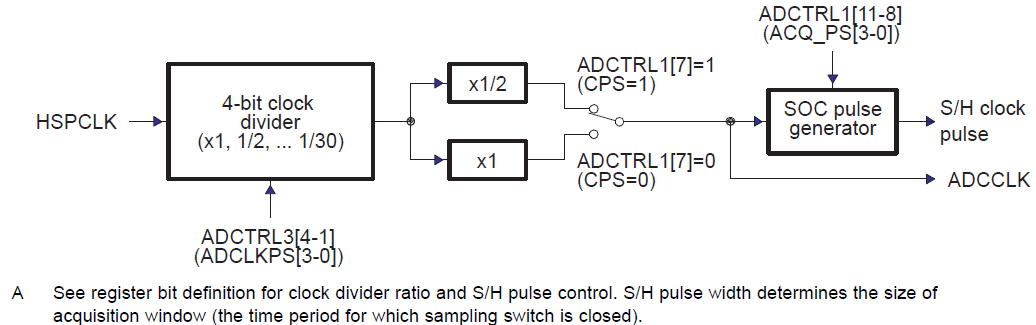 ADCTRL1[11-8]
(ACQ_PS[3-0])
HSPCLK
4-bit clock
divider
(x1, 1/2, ... 1/30)
x1/2
ADCTRL1[7]=1
(CPS=1)
x1
ADCTRL1[7]=0
(CPS=0)
SOC pulse
generator
S/H clock
pulse
ADCCLK
ADCTRL3[4-1]
(ADCLKPS[3-0])
A See register bit definition for clock divider ratio and S/H pulse control. S/H pulse width determines the size of
acquisition window (the time period for which sampling switch is closed).